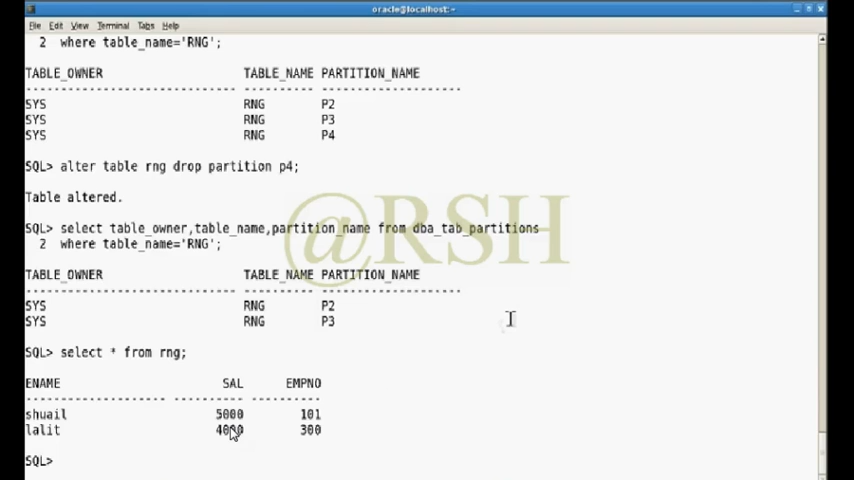 oracle@localhost:~
File Edit View Terminal Tabs Help
2 where table_name='RNG';
TABLE_OWNER TABLE_NAME PARTITION_NAME
------------------------------ ---------- --------------------
SYS RNG P2
SYS RNG P3
SYS RNG P4
SQL> alter table rng drop partition p4;
Table altered.
SQL> select table_owner,table_name,partition_name from dba_tab_partitions
2 where table_name='RNG';
TABLE_OWNER TABLE_NAME PARTITION_NAME
------------------------------ ---------- --------------------
SYS RNG P2
SYS RNG P3
SQL> select * from rng;
ENAME SAL EMPNO
-------------------- ---------- ----------
shuail 5000 101
lalit 4000 300
SQL>
@RSH